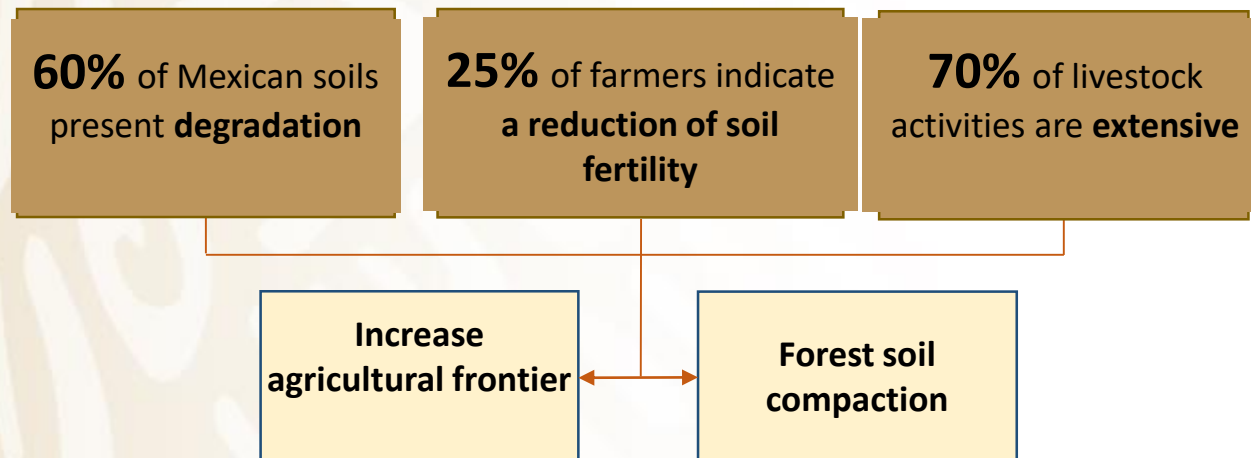 60% of Mexican soils
present degradation
25% of farmers indicate
a reduction of soil
fertility
70% of livestock
activities are extensive
Increase
agricultural frontier
Forest soil
compaction